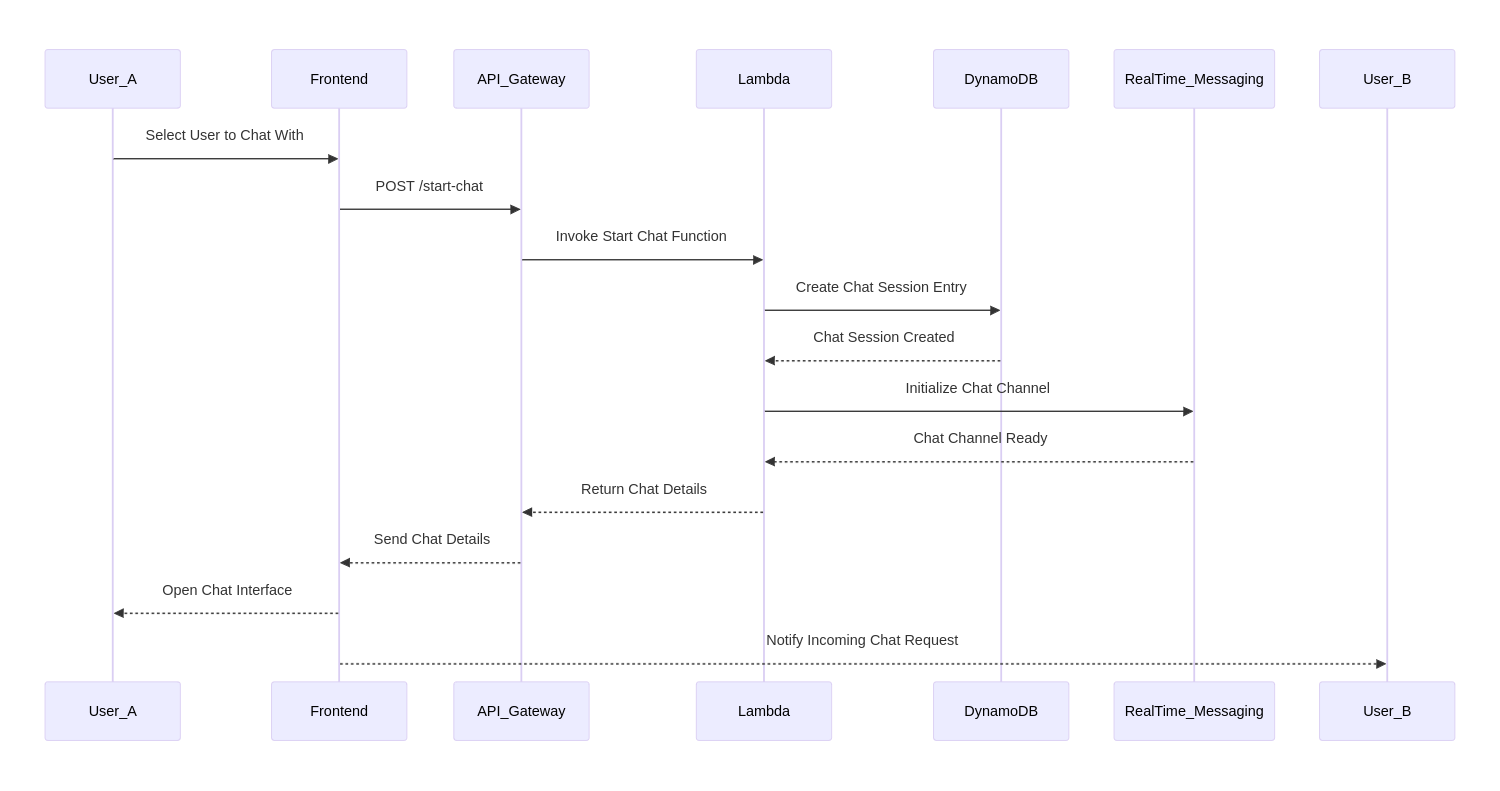 User_A
Frontend
API_Gateway
Lambda
DynamoDB
RealTime_Messaging
User_B
Select User to Chat With
POST /start-chat
Invoke Start Chat Function
Create Chat Session Entry
Chat Session Created
Initialize Chat Channel
Chat Channel Ready
Return Chat Details
Send Chat Details
Open Chat Interface
Notify Incoming Chat Request
User_A
Frontend
API_Gateway
Lambda
DynamoDB
RealTime_Messaging
User_B